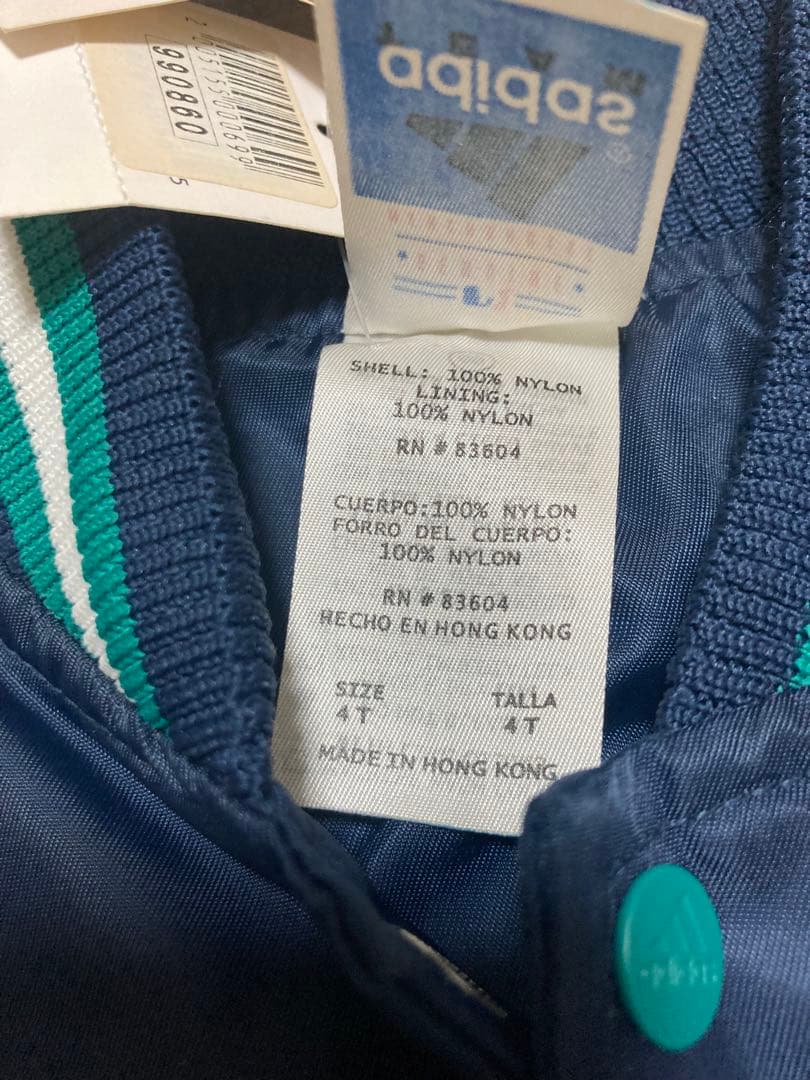 990860
adidas
SHELL: 100% NYLON
LINING:
100% NYLON
RN # 83604
CUERPO:100% NYLON
FORRO DEL CUERPO:
100% NYLON
RN # 83604
HECHO EN HONG KONG
SIZE TALLA
4T 4T
MADE IN HONG KONG